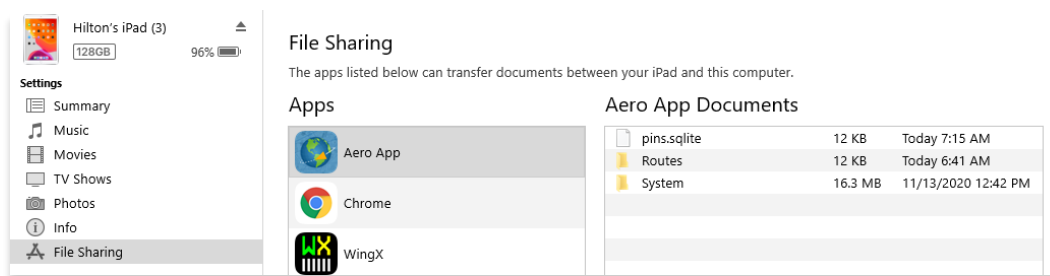 Hilton's iPad (3)
128GB 96%
Settings
Summary
Music
Movies
TV Shows
Photos
Info
File Sharing
File Sharing
The apps listed below can transfer documents between your iPad and this computer.
Apps
Aero App
Chrome
WX
WingX
Aero App Documents
pins.sqlite 12 KB Today 7:15 AM
Routes 12 KB Today 6:41 AM
System 16.3 MB 11/13/2020 12:42 PM